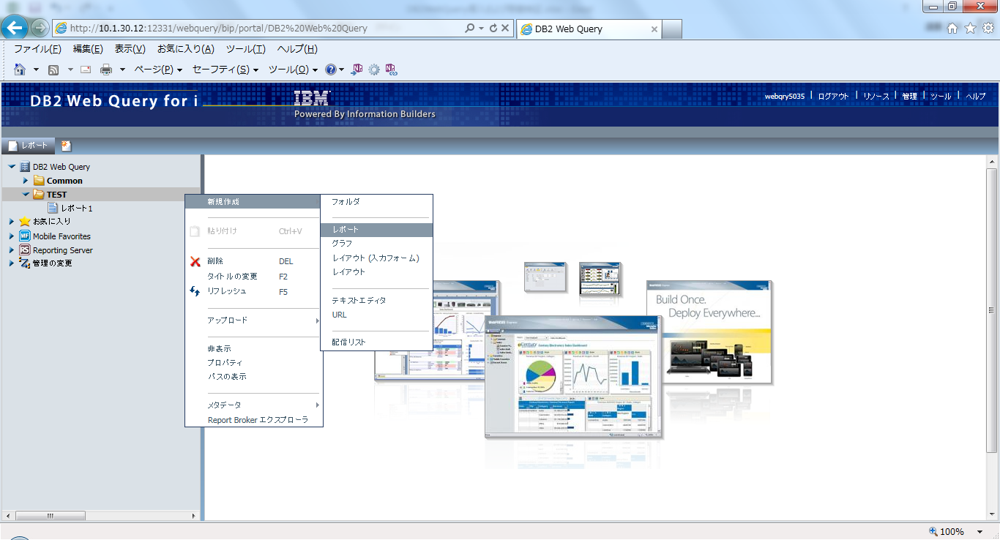 http://10.1.30.12:12331/webquery/bip/portal/DB2%20Web%20Query
DB2 Web Query
ファイル(F) 編集(E) 表示(V) お気に入り(A) ツール(T) ヘルプ(H)
ページ(P) セーフティ(S) ツール(O)
DB2 Web Query for i
IBM
Powered By Information Builders
webqry5035 | ログアウト | リソース | 管理 | ツール | ヘルプ
レポート
DB2 Web Query
Common
TEST
レポート1
お気に入り
Mobile Favorites
Reporting Server
管理の変更
新規作成
貼り付け Ctrl+V
削除 DEL
タイトルの変更 F2
リフレッシュ F5
アップロード
非表示
プロパティ
パスの表示
メタデータ
Report Broker エクスプローラ
フォルダ
レポート
グラフ
レイアウト (入力フォーム)
レイアウト
テキストエディタ
URL
配信リスト
Build Once.
Deploy Everywhere...
Century Electronics Sales Dashboard
100%